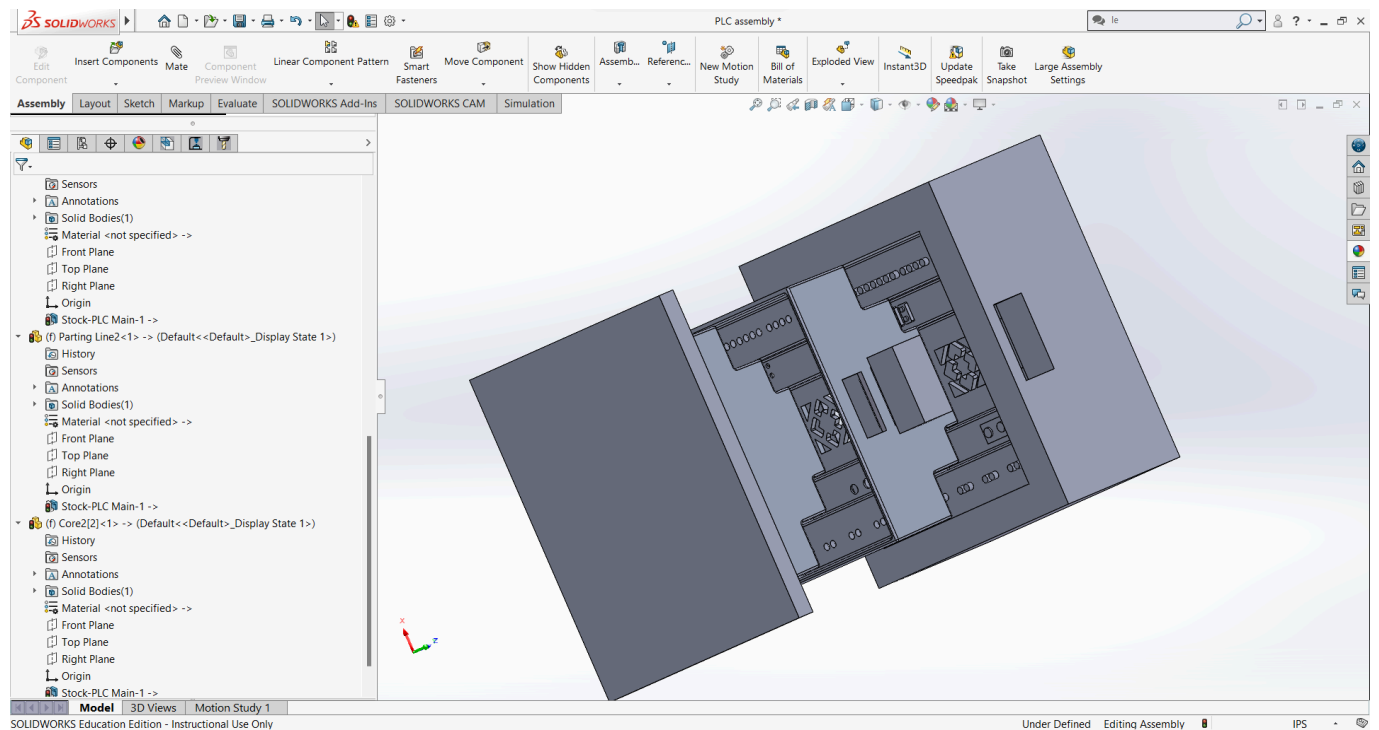 SOLIDWORKS
PLC assembly *
le
Edit Component
Insert Components
Mate
Component Preview Window
Linear Component Pattern
Smart Fasteners
Move Component
Show Hidden Components
Assemb...
Referenc...
New Motion Study
Bill of Materials
Exploded View
Instant3D
Update Speedpak
Take Snapshot
Large Assembly Settings
Assembly Layout Sketch Markup Evaluate SOLIDWORKS Add-Ins SOLIDWORKS CAM Simulation
Sensors
Annotations
Solid Bodies(1)
Material <not specified> ->
Front Plane
Top Plane
Right Plane
Origin
Stock-PLC Main-1 ->
(f) Parting Line2<1> -> (Default<<Default>_Display State 1>)
History
Sensors
Annotations
Solid Bodies(1)
Material <not specified> ->
Front Plane
Top Plane
Right Plane
Origin
Stock-PLC Main-1 ->
(f) Core2[2]<1> -> (Default<<Default>_Display State 1>)
History
Sensors
Annotations
Solid Bodies(1)
Material <not specified> ->
Front Plane
Top Plane
Right Plane
Origin
Stock-PLC Main-1 ->
x
z
Model 3D Views Motion Study 1
SOLIDWORKS Education Edition - Instructional Use Only
Under Defined Editing Assembly IPS